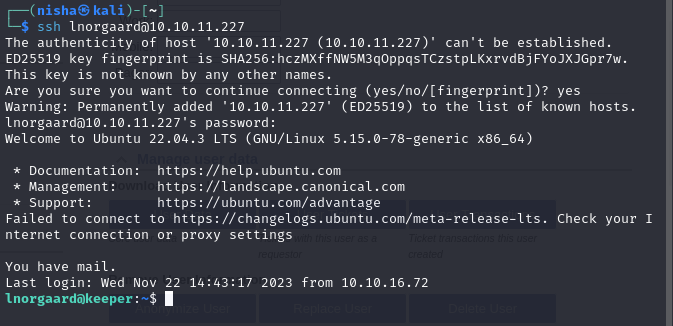 ┌──(nisha㉿kali)-[~]
└─$ ssh lnorgaard@10.10.11.227
The authenticity of host '10.10.11.227 (10.10.11.227)' can't be established.
ED25519 key fingerprint is SHA256:hczMXffNW5M3qOppqsTCzstpLKxrvdBjFYoJXJGpr7w.
This key is not known by any other names.
Are you sure you want to continue connecting (yes/no/[fingerprint])? yes
Warning: Permanently added '10.10.11.227' (ED25519) to the list of known hosts.
lnorgaard@10.10.11.227's password:
Welcome to Ubuntu 22.04.3 LTS (GNU/Linux 5.15.0-78-generic x86_64)
Manage user data
* Documentation:  https://help.ubuntu.com
* Management:     https://landscape.canonical.com
* Support:        https://ubuntu.com/advantage
Failed to connect to https://changelogs.ubuntu.com/meta-release-lts. Check your I
nternet connection or proxy settings
You have mail.
Last login: Wed Nov 22 14:43:17 2023 from 10.10.16.72
lnorgaard@keeper:~$